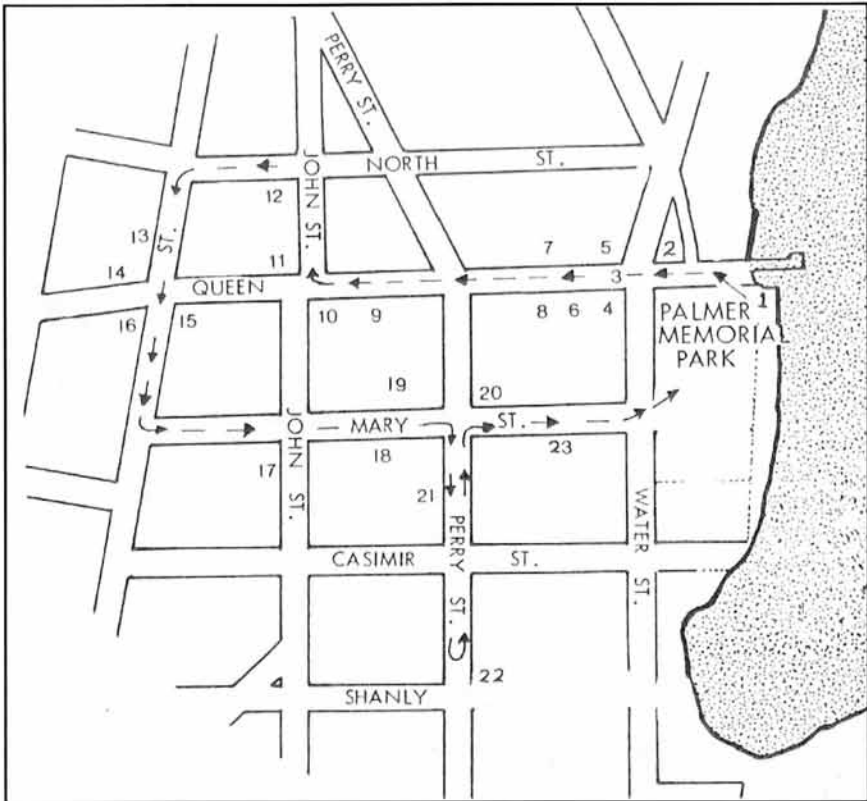 PERRY ST.
JOHN ST.
NORTH ST.
12
13
ST.
7
5
2
14
11
3
QUEEN
1
16
15
10
9
8
6
4
PALMER
MEMORIAL
PARK
19
20
JOHN ST.
MARY ST.
18
23
17
21
PERRY ST.
WATER ST.
CASIMIR ST.
22
SHANLY